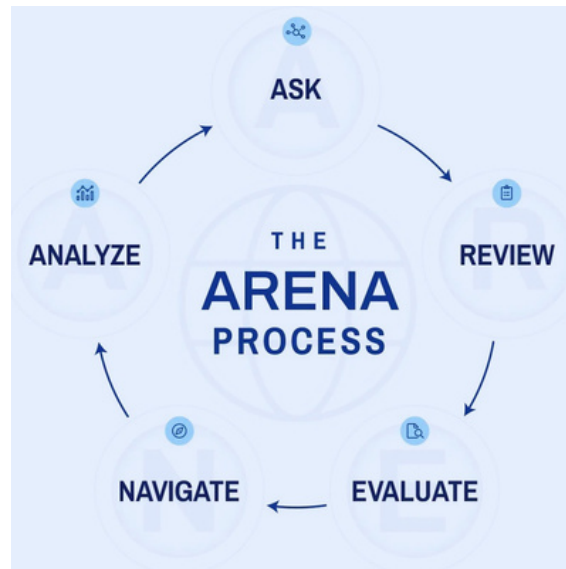 A
ASK
R
REVIEW
E
EVALUATE
N
NAVIGATE
A
ANALYZE
THE
ARENA
PROCESS